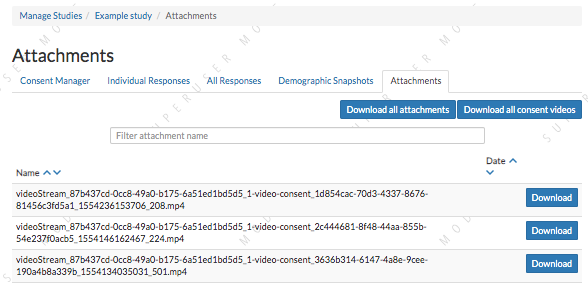 Manage Studies / Example study / Attachments
Attachments
Consent Manager Individual Responses All Responses Demographic Snapshots Attachments
Download all attachments Download all consent videos
Filter attachment name
Name Date
videoStream_87b437cd-0cc8-49a0-b175-6a51ed1bd5d5_1-video-consent_1d854cac-70d3-4337-8676-
81456c3fd5a1_1554236153706_208.mp4 Download
videoStream_87b437cd-0cc8-49a0-b175-6a51ed1bd5d5_1-video-consent_2c444681-8f48-44aa-855b-
54e237f0acb5_1554146162467_224.mp4 Download
videoStream_87b437cd-0cc8-49a0-b175-6a51ed1bd5d5_1-video-consent_3636b314-6147-4a8e-9cee-
190a4b8a339b_1554134035031_501.mp4 Download